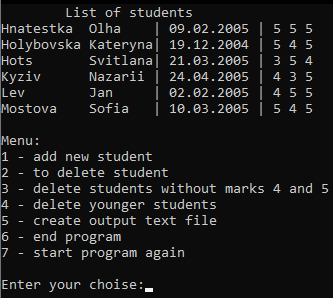 List of students
Hnatestka Olha | 09.02.2005 | 5 5 5
Holybovska Kateryna| 19.12.2004 | 5 4 5
Hots Svitlana| 21.03.2005 | 3 5 4
Kyziv Nazarii | 24.04.2005 | 4 3 5
Lev Jan | 02.02.2005 | 4 5 5
Mostova Sofia | 10.03.2005 | 5 4 5
Menu:
1 - add new student
2 - to delete student
3 - delete students without marks 4 and 5
4 - delete younger students
5 - create output text file
6 - end program
7 - start program again
Enter your choise: